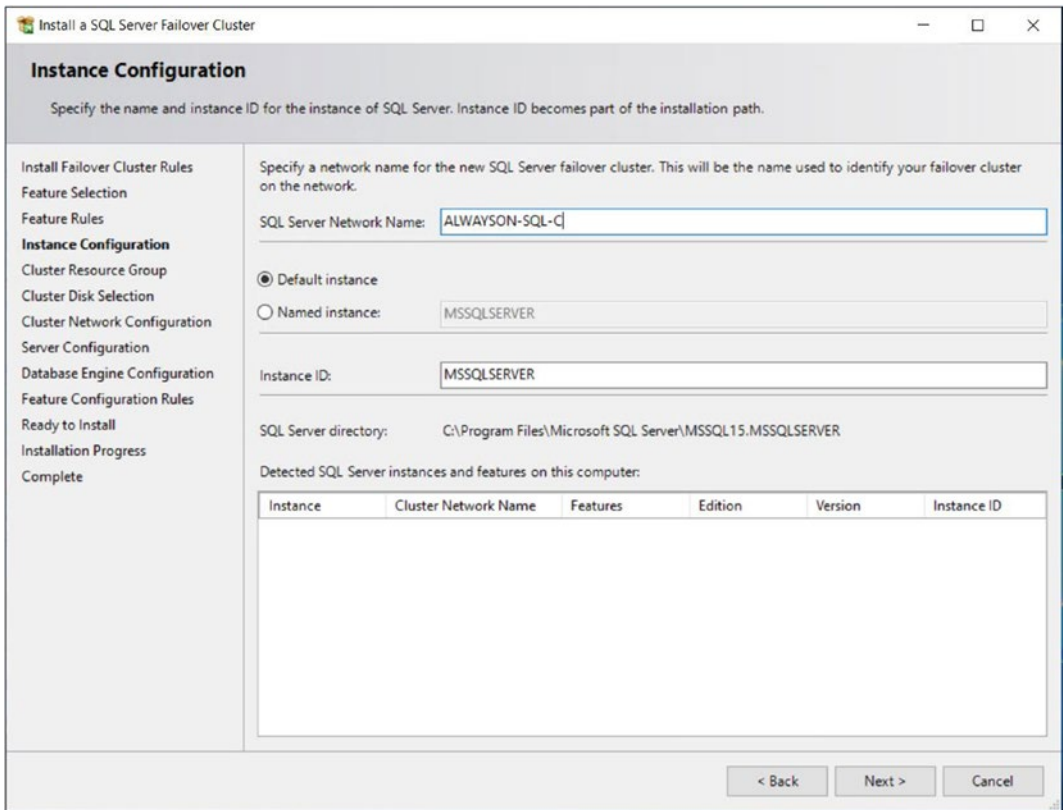 Install a SQL Server Failover Cluster
Instance Configuration
Specify the name and instance ID for the instance of SQL Server. Instance ID becomes part of the installation path.
Install Failover Cluster Rules
Feature Selection
Feature Rules
Instance Configuration
Cluster Resource Group
Cluster Disk Selection
Cluster Network Configuration
Server Configuration
Database Engine Configuration
Feature Configuration Rules
Ready to Install
Installation Progress
Complete
Specify a network name for the new SQL Server failover cluster. This will be the name used to identify your failover cluster
on the network.
SQL Server Network Name: ALWAYSON-SQL-C
Default instance
Named instance: MSSQLSERVER
Instance ID: MSSQLSERVER
SQL Server directory: C:\Program Files\Microsoft SQL Server\MSSQL15.MSSQLSERVER
Detected SQL Server instances and features on this computer:
Instance Cluster Network Name Features Edition Version Instance ID
< Back Next > Cancel